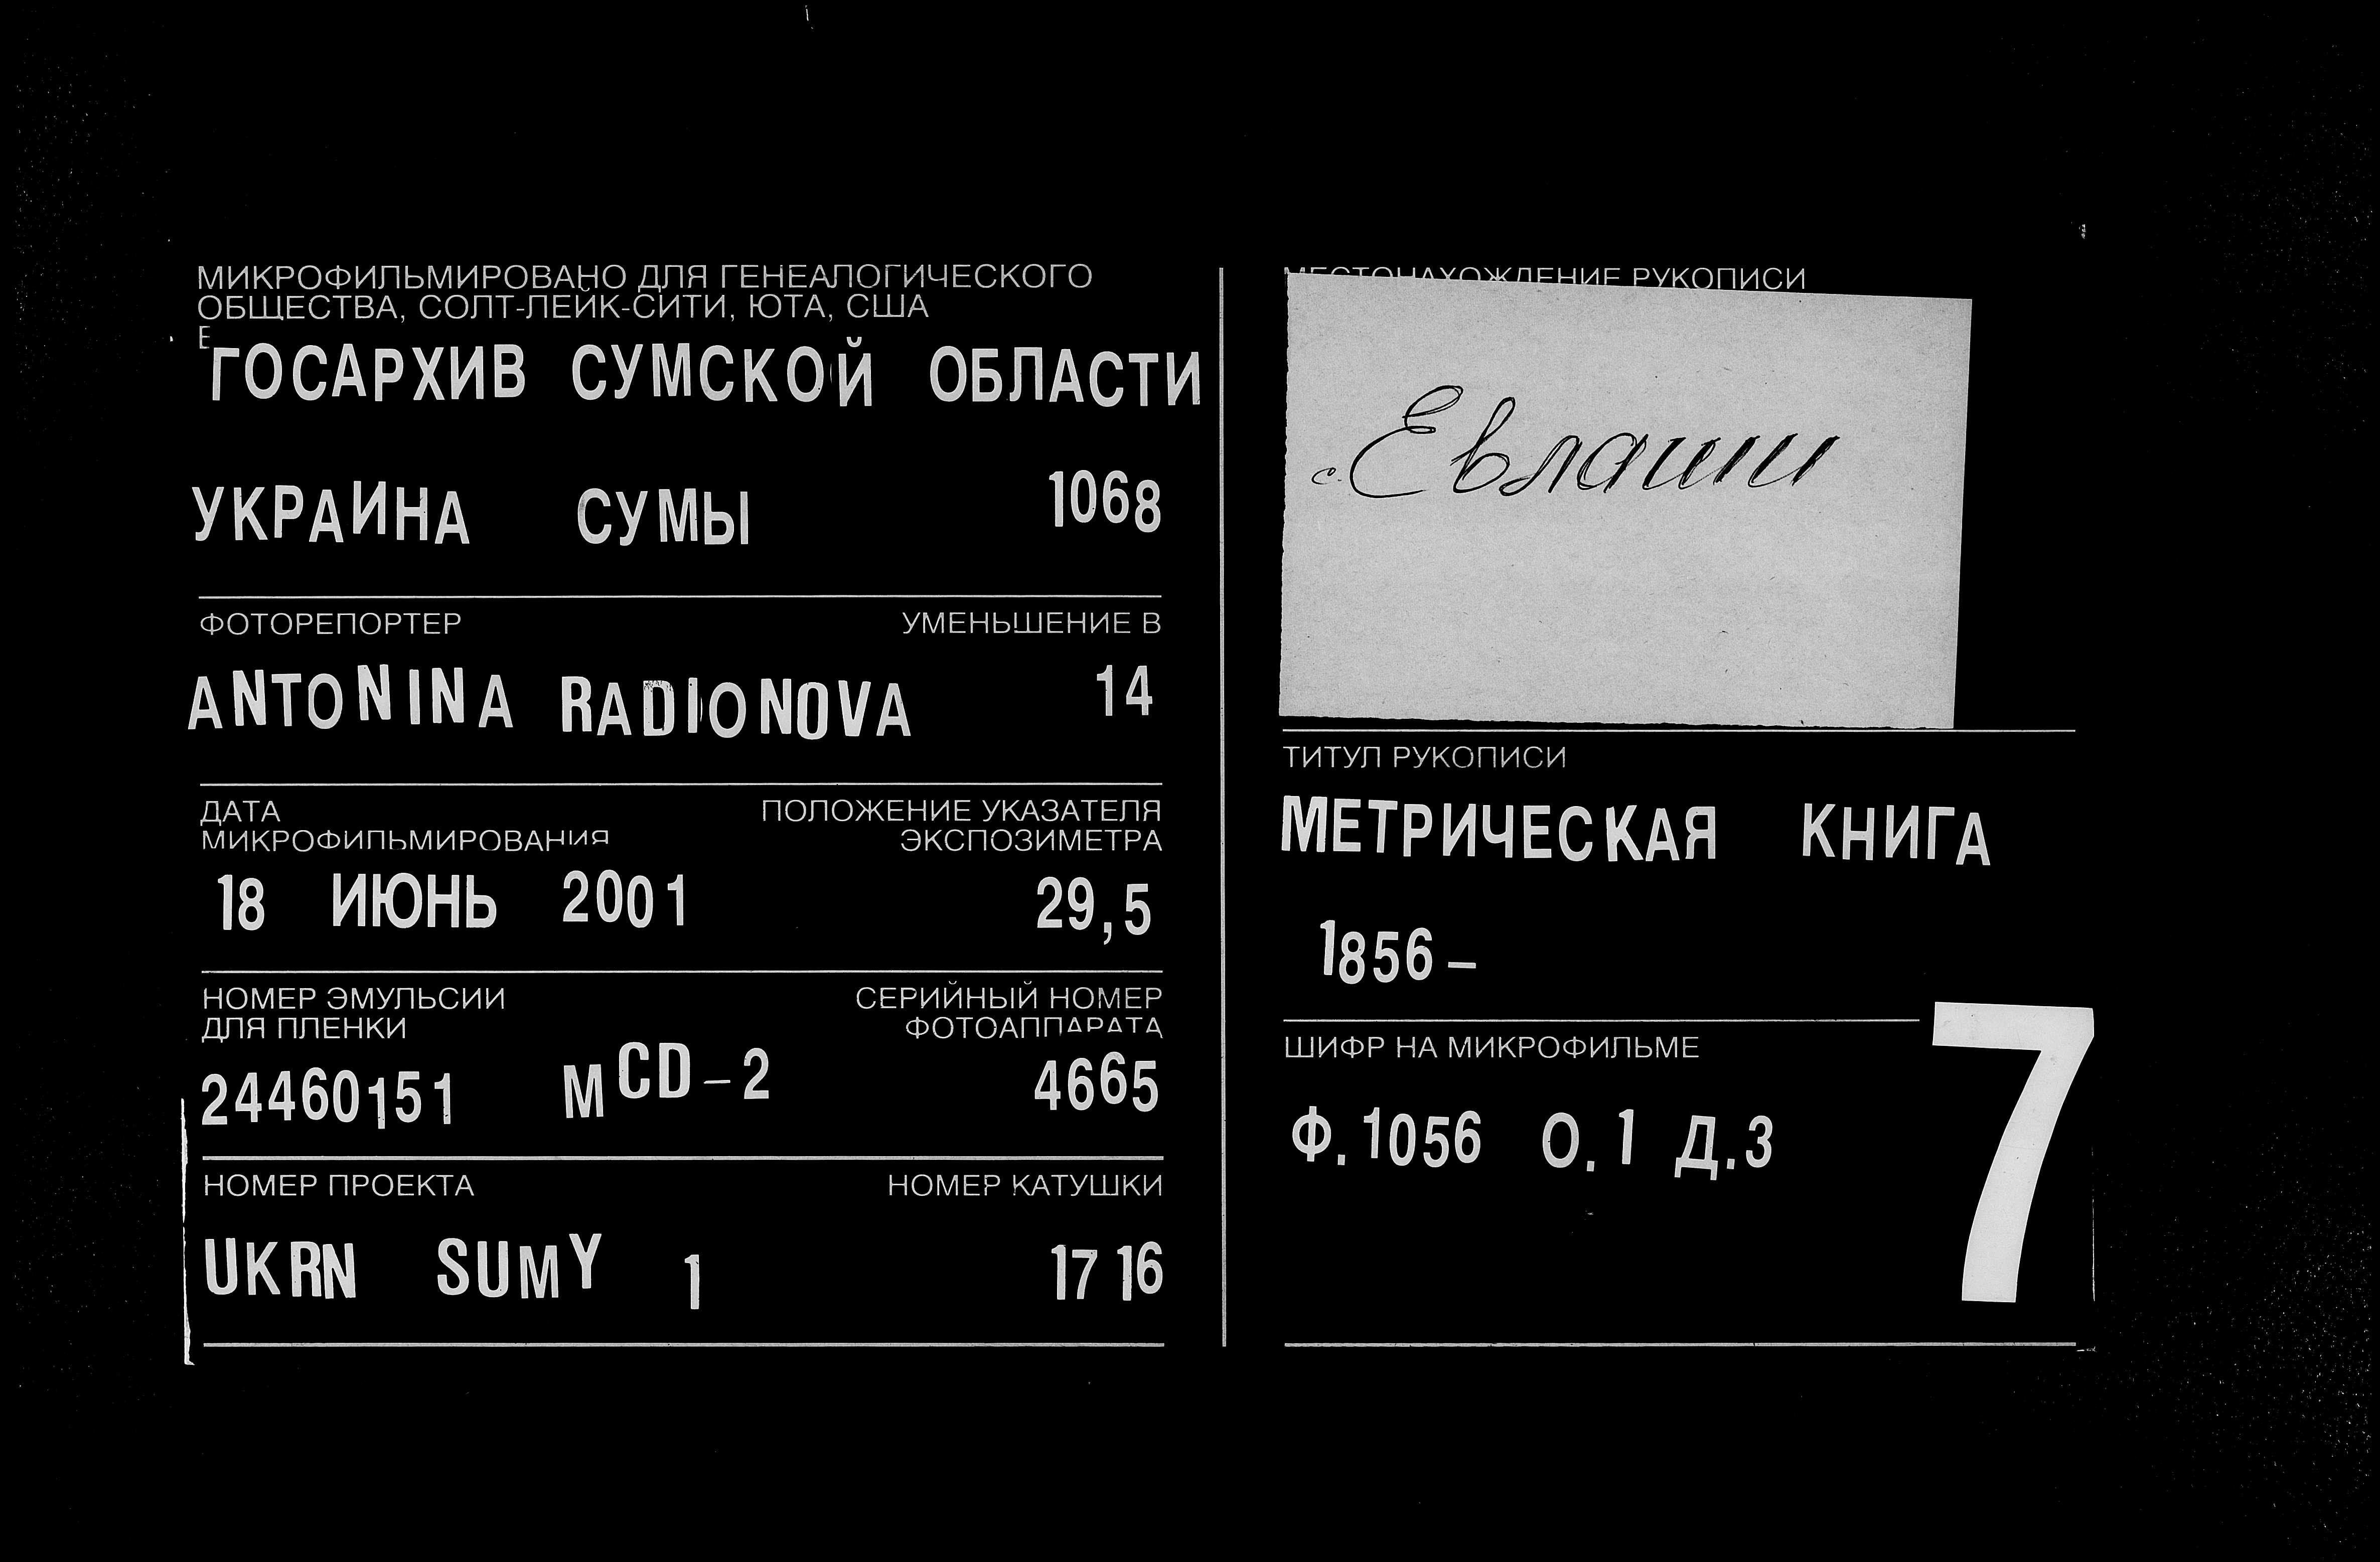 МИКРОФИЛЬМИРОВАНО ДЛЯ ГЕНЕАЛОГИЧЕСКОГО
ОБЩЕСТВА, СОЛТ-ЛЕЙК-СИТИ, ЮТА, США
Е
ГОСАРХИВ СУМСКОЙ ОБЛАСТИ
УКРАИНА СУМЫ 1068
ФОТОРЕПОРТЕР УМЕНЬШЕНИЕ В
ANTONINA RADIONOVA 14
ДАТА ПОЛОЖЕНИЕ УКАЗАТЕЛЯ
МИКРОФИЛЬМИРОВАНИЯ ЭКСПОЗИМЕТРА
18 ИЮНЬ 2001 29,5
НОМЕР ЭМУЛЬСИИ СЕРИЙНЫЙ НОМЕР
ДЛЯ ПЛЕНКИ ФОТОАППАРАТА
24460151 MCD-2 4665
НОМЕР ПРОЕКТА НОМЕР КАТУШКИ
UKRN SUMY 1 1716
МЕСТОНАХОЖДЕНИЕ РУКОПИСИ
с. Евлаши
ТИТУЛ РУКОПИСИ
МЕТРИЧЕСКАЯ КНИГА
1856-
ШИФР НА МИКРОФИЛЬМЕ
Ф.1056 О.1 Д.3
7